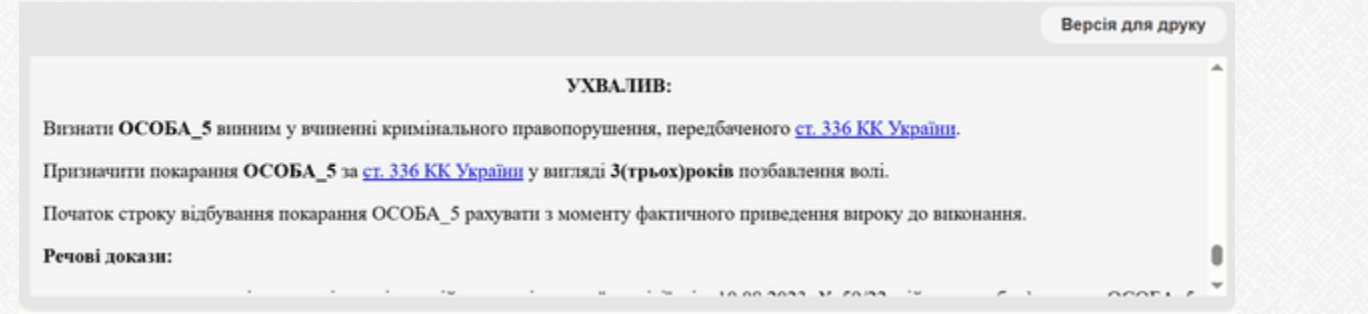 Версія для друку
УХВАЛИВ:
Визнати ОСОБА_5 винним у вчиненні кримінального правопорушення, передбаченого ст. 336 КК України.
Призначити покарання ОСОБА_5 за ст. 336 КК України у вигляді 3(трьох)років позбавлення волі.
Початок строку відбування покарання ОСОБА_5 рахувати з моменту фактичного приведення вироку до виконання.
Речові докази: